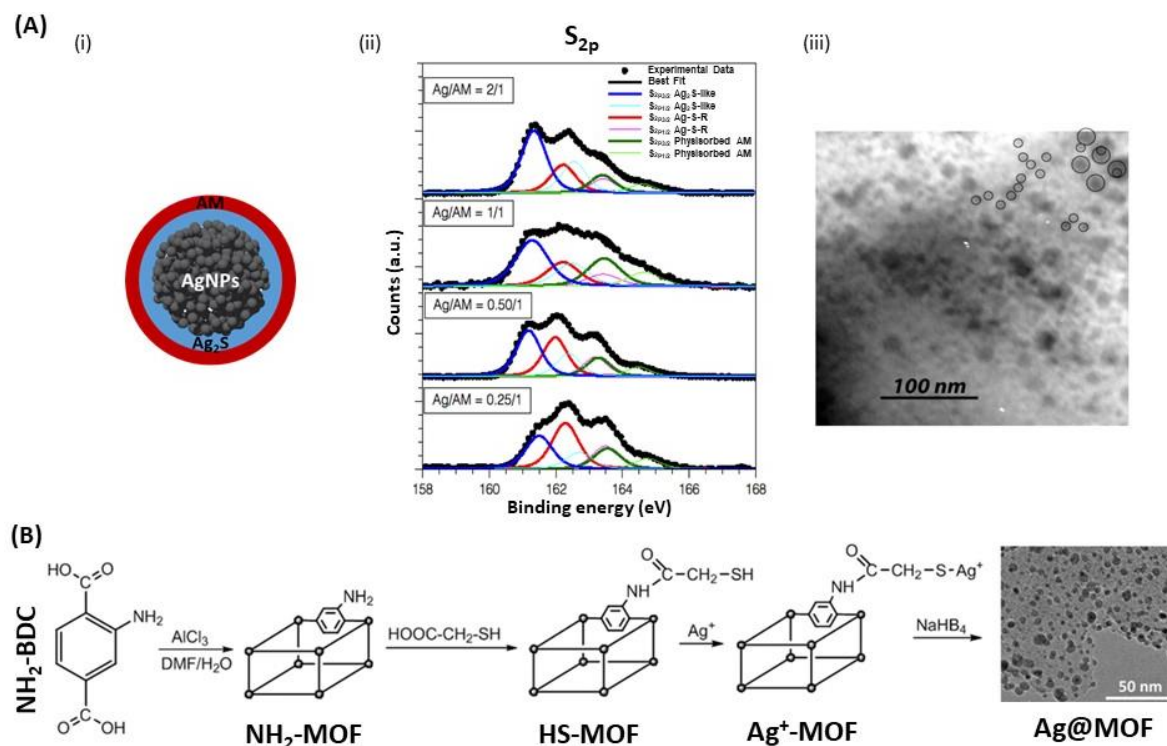 (A)
(i)
AM
AgNPs
Ag₂S
(ii)
S₂ₚ
Experimental Data
Best Fit
S₂ₚ₃/₂ Ag₂S-like
S₂ₚ₁/₂ Ag₂S-like
S₂ₚ₃/₂ Ag-S-R
S₂ₚ₁/₂ Ag-S-R
S₂ₚ₃/₂ Physisorbed AM
S₂ₚ₁/₂ Physisorbed AM
Ag/AM = 2/1
Ag/AM = 1/1
Ag/AM = 0.50/1
Ag/AM = 0.25/1
Counts (a.u.)
158 160 162 164 166 168
Binding energy (eV)
(iii)
100 nm
(B)
NH₂-BDC
HO
O
NH₂
O
OH
AlCl₃
DMF/H₂O
NH₂
NH₂-MOF
HOOC-CH₂-SH
O
CH₂-SH
NH
HS-MOF
Ag⁺
O
CH₂-S-Ag⁺
NH
Ag⁺-MOF
NaHB₄
50 nm
Ag@MOF